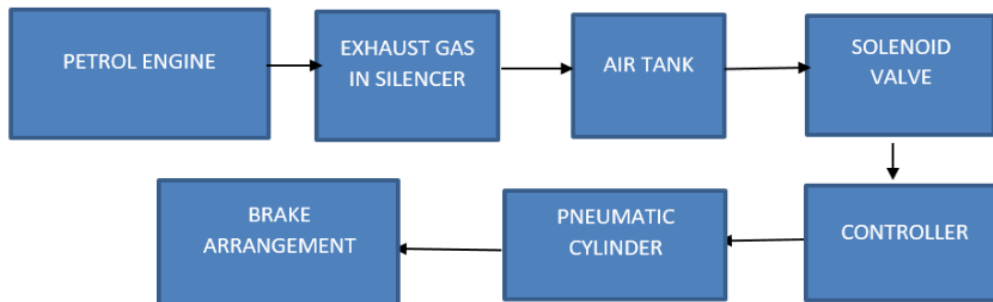 PETROL ENGINE
EXHAUST GAS
IN SILENCER
AIR TANK
SOLENOID
VALVE
BRAKE
ARRANGEMENT
PNEUMATIC
CYLINDER
CONTROLLER